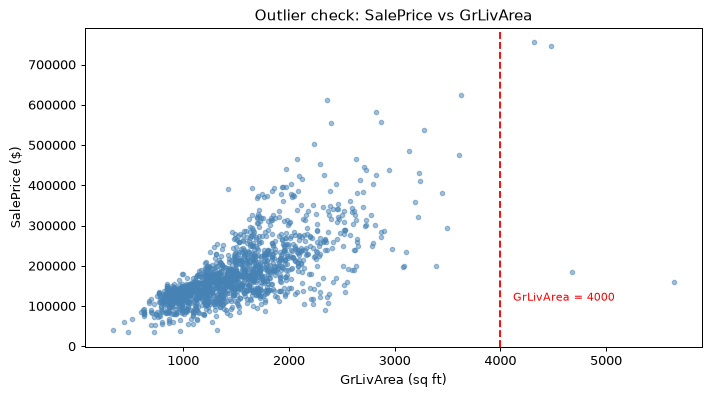 Outlier check: SalePrice vs GrLivArea
SalePrice ($)
700000
600000
500000
400000
300000
200000
100000
0
GrLivArea = 4000
1000 2000 3000 4000 5000
GrLivArea (sq ft)